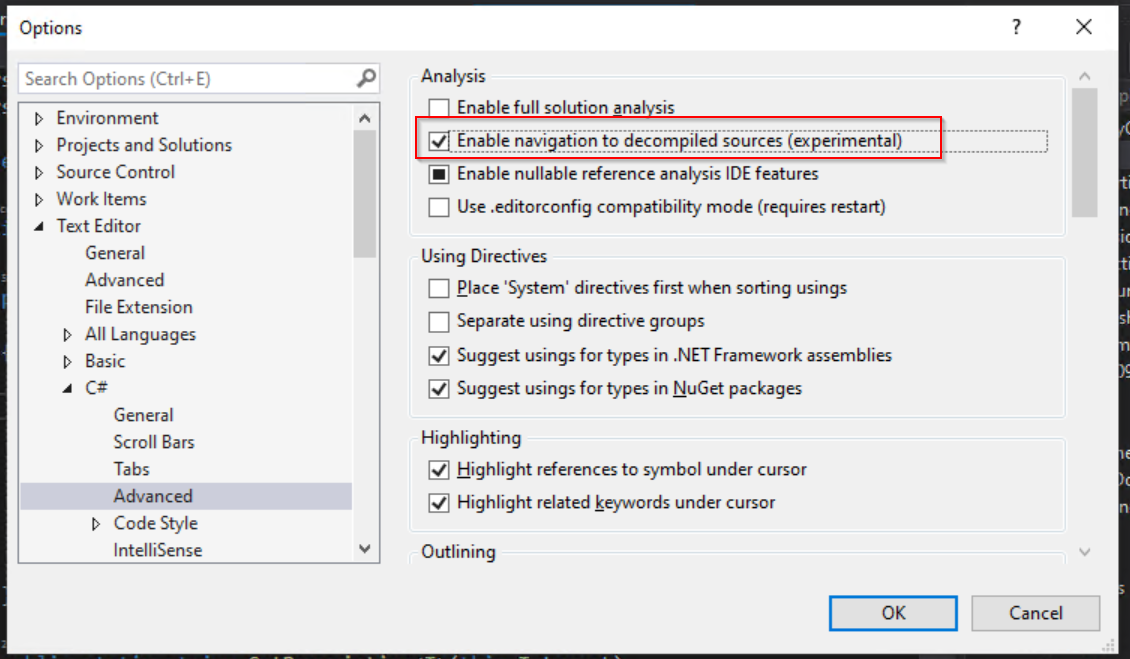 Options
?
Search Options (Ctrl+E)
Environment
Projects and Solutions
Source Control
Work Items
Text Editor
General
Advanced
File Extension
All Languages
Basic
C#
General
Scroll Bars
Tabs
Advanced
Code Style
IntelliSense
Analysis
Enable full solution analysis
Enable navigation to decompiled sources (experimental)
Enable nullable reference analysis IDE features
Use .editorconfig compatibility mode (requires restart)
Using Directives
Place 'System' directives first when sorting usings
Separate using directive groups
Suggest usings for types in .NET Framework assemblies
Suggest usings for types in NuGet packages
Highlighting
Highlight references to symbol under cursor
Highlight related keywords under cursor
Outlining
OK
Cancel